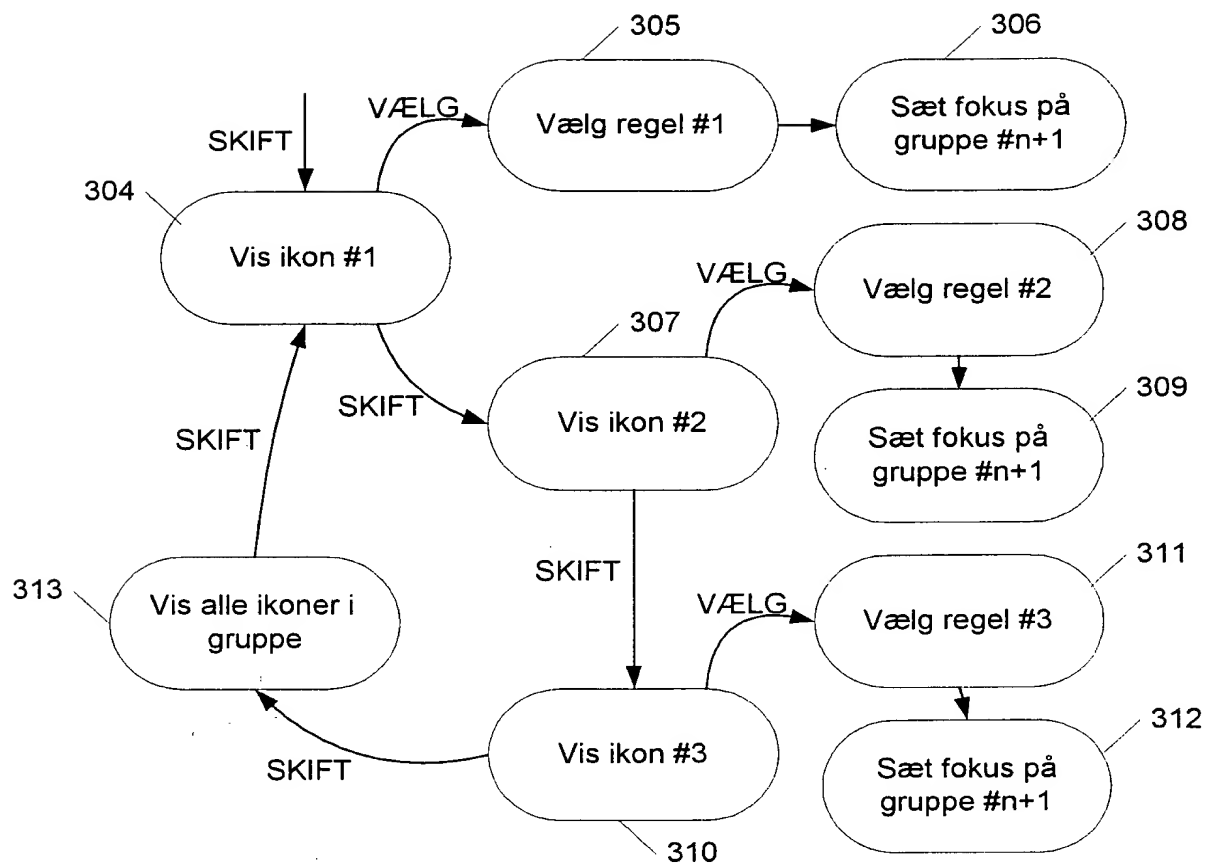 305
306
VÆLG
Vælg regel #1
Sæt fokus på
gruppe #n+1
SKIFT
304
Vis ikon #1
308
VÆLG
Vælg regel #2
307
SKIFT
Vis ikon #2
309
SKIFT
Sæt fokus på
gruppe #n+1
313
Vis alle ikoner i
gruppe
SKIFT
311
VÆLG
Vælg regel #3
312
SKIFT
Vis ikon #3
Sæt fokus på
gruppe #n+1
310